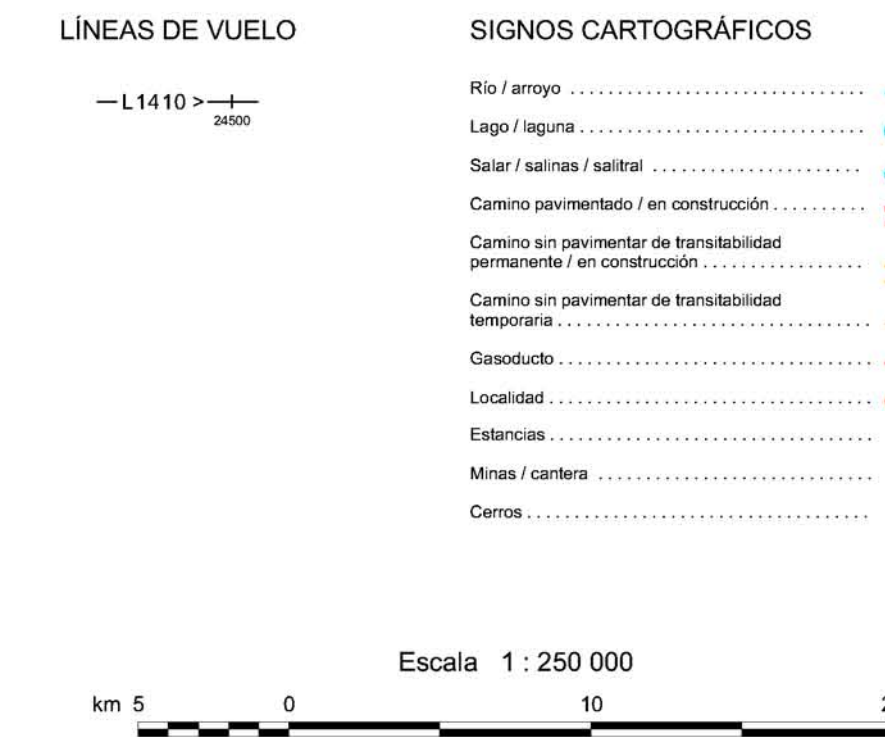 LÍNEAS DE VUELO
L1410 >
24500
SIGNOS CARTOGRÁFICOS
Río / arroyo ...............................
Lago / laguna .............................
Salar / salinas / salitral ......................
Camino pavimentado / en construcción ..........
Camino sin pavimentar de transitabilidad
permanente / en construcción .................
Camino sin pavimentar de transitabilidad
temporaria .................................
Gasoducto .................................
Localidad ..................................
Estancias ..................................
Minas / cantera ............................
Cerros ....................................
Escala 1 : 250 000
km 5 0 10